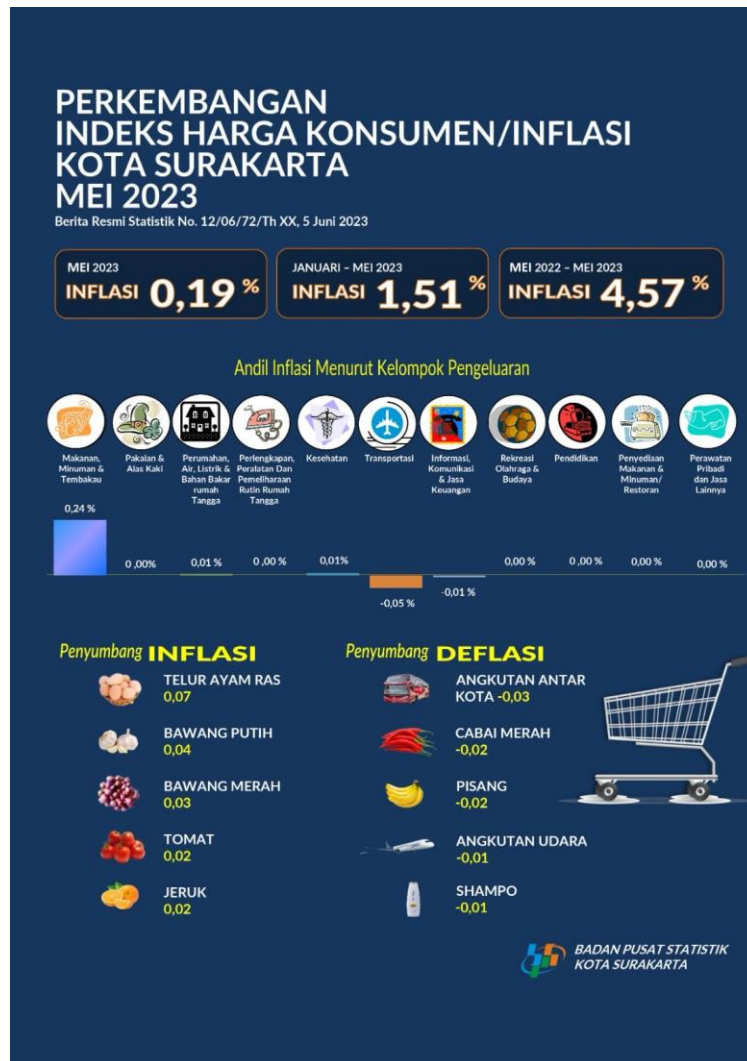 PERKEMBANGAN
INDEKS HARGA KONSUMEN/INFLASI
KOTA SURAKARTA
MEI 2023
Berita Resmi Statistik No. 12/06/72/Th XX, 5 Juni 2023
MEI 2023
INFLASI 0,19 %
JANUARI – MEI 2023
INFLASI 1,51 %
MEI 2022 – MEI 2023
INFLASI 4,57 %
Andil Inflasi Menurut Kelompok Pengeluaran
Makanan,
Minuman &
Tembakau
0,24 %
Pakaian &
Alas Kaki
0 ,00%
Perumahan,
Air, Listrik &
Bahan Bakar
rumah
Tangga
0,01 %
Perlengkapan,
Peralatan Dan
Pemeliharaan
Rutin Rumah
Tangga
0 ,00 %
Kesehatan
0,01%
Transportasi
-0,05 %
Informasi,
Komunikasi
& Jasa
Keuangan
-0,01 %
Rekreasi
Olahraga &
Budaya
0,00 %
Pendidikan
0 ,00 %
Penyediaan
Makanan &
Minuman/
Restoran
0,00 %
Perawatan
Pribadi
dan Jasa
Lainnya
0,00 %
Penyumbang INFLASI
TELUR AYAM RAS
0,07
BAWANG PUTIH
0,04
BAWANG MERAH
0,03
TOMAT
0,02
JERUK
0,02
Penyumbang DEFLASI
ANGKUTAN ANTAR
KOTA -0,03
CABAI MERAH
-0,02
PISANG
-0,02
ANGKUTAN UDARA
-0,01
SHAMPO
-0,01
BADAN PUSAT STATISTIK
KOTA SURAKARTA